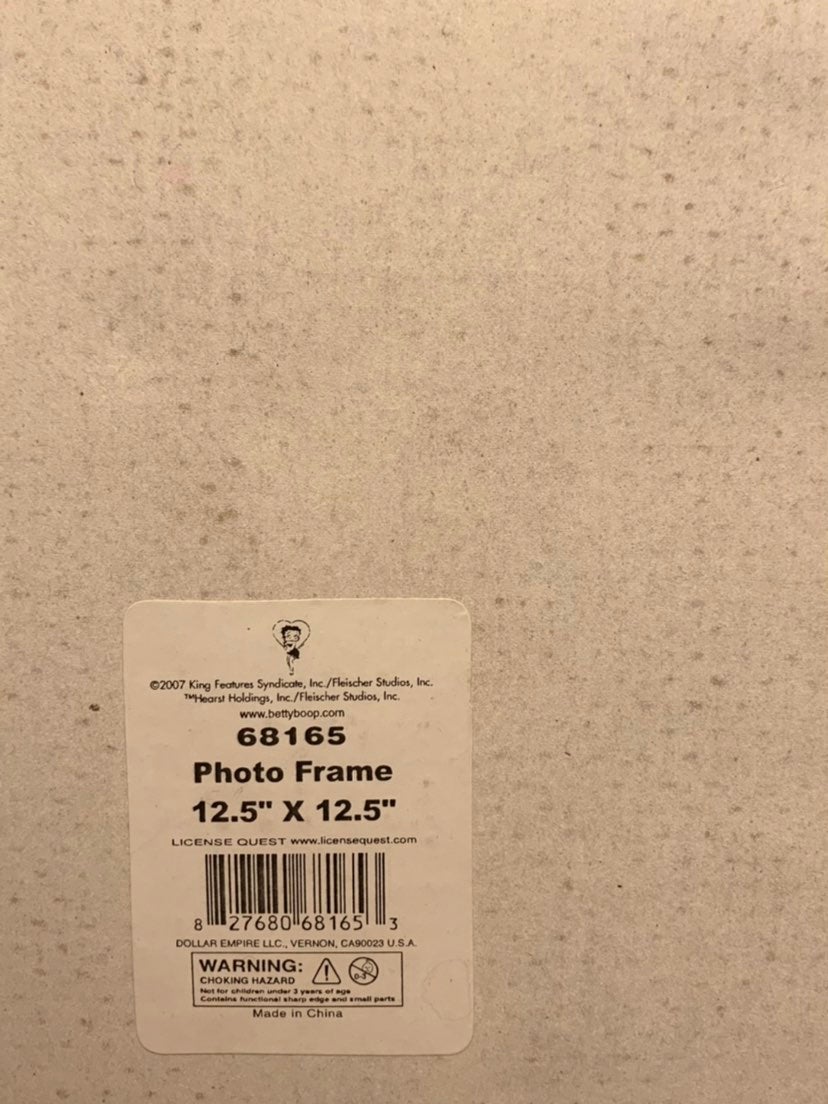 ©2007 King Features Syndicate, Inc./Fleischer Studios, Inc.
™Hearst Holdings, Inc./Fleischer Studios, Inc.
www.bettyboop.com
68165
Photo Frame
12.5" X 12.5"
LICENSE QUEST www.licensequest.com
8 27680 68165 3
DOLLAR EMPIRE LLC., VERNON, CA90023 U.S.A.
WARNING:
CHOKING HAZARD
0-3
Not for children under 3 years of age
Contains functional sharp edge and small parts
Made in China